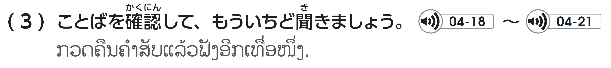 (3) ことばを確認して、もういちど聞きましょう。 04-18 ～ 04-21
ກວດຄືນຄຳສັບແລ້ວຟັງອີກເທື່ອໜຶ່ງ.